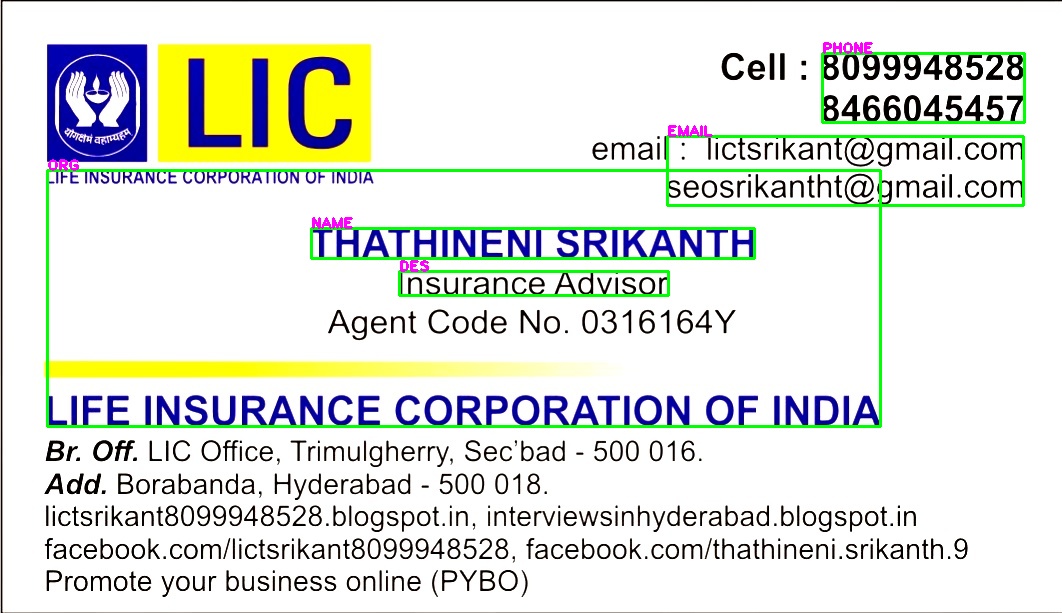 LIC
योगक्षेमं वहाम्यहम्
ORG
LIFE INSURANCE CORPORATION OF INDIA
PHONE
Cell : 8099948528
8466045457
EMAIL
email : lictsrikant@gmail.com
seosrikantht@gmail.com
NAME
THATHINENI SRIKANTH
DES
Insurance Advisor
Agent Code No. 0316164Y
LIFE INSURANCE CORPORATION OF INDIA
Br. Off. LIC Office, Trimulgherry, Sec’bad - 500 016.
Add. Borabanda, Hyderabad - 500 018.
lictsrikant8099948528.blogspot.in, interviewsinhyderabad.blogspot.in
facebook.com/lictsrikant8099948528, facebook.com/thathineni.srikanth.9
Promote your business online (PYBO)